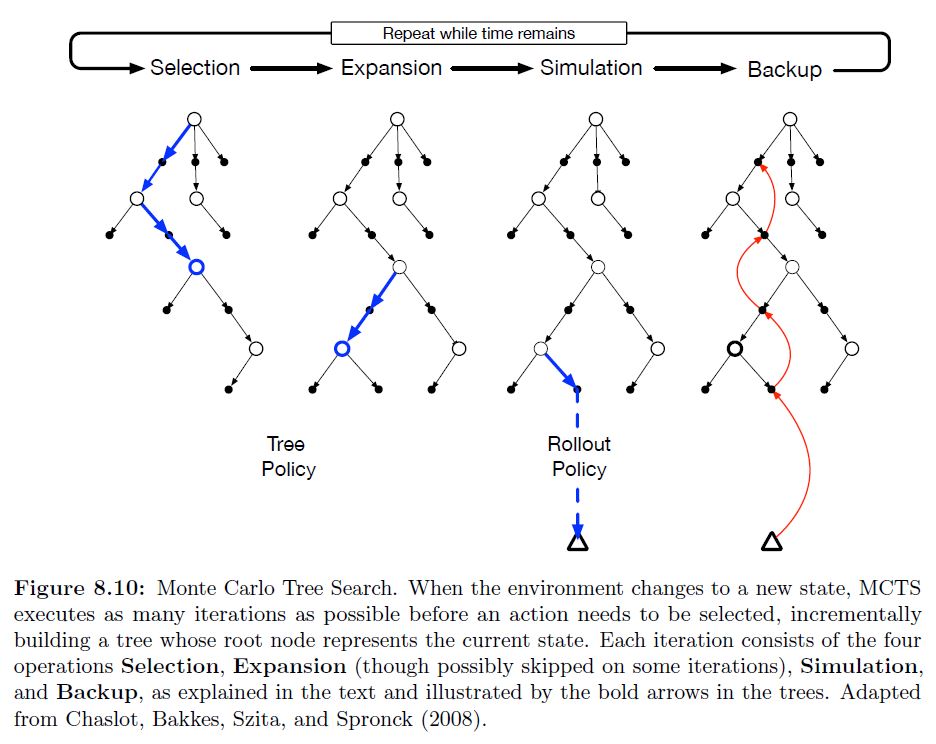 Repeat while time remains
Selection Expansion Simulation Backup
Tree
Policy
Rollout
Policy
Figure 8.10: Monte Carlo Tree Search. When the environment changes to a new state, MCTS
executes as many iterations as possible before an action needs to be selected, incrementally
building a tree whose root node represents the current state. Each iteration consists of the four
operations Selection, Expansion (though possibly skipped on some iterations), Simulation,
and Backup, as explained in the text and illustrated by the bold arrows in the trees. Adapted
from Chaslot, Bakkes, Szita, and Spronck (2008).